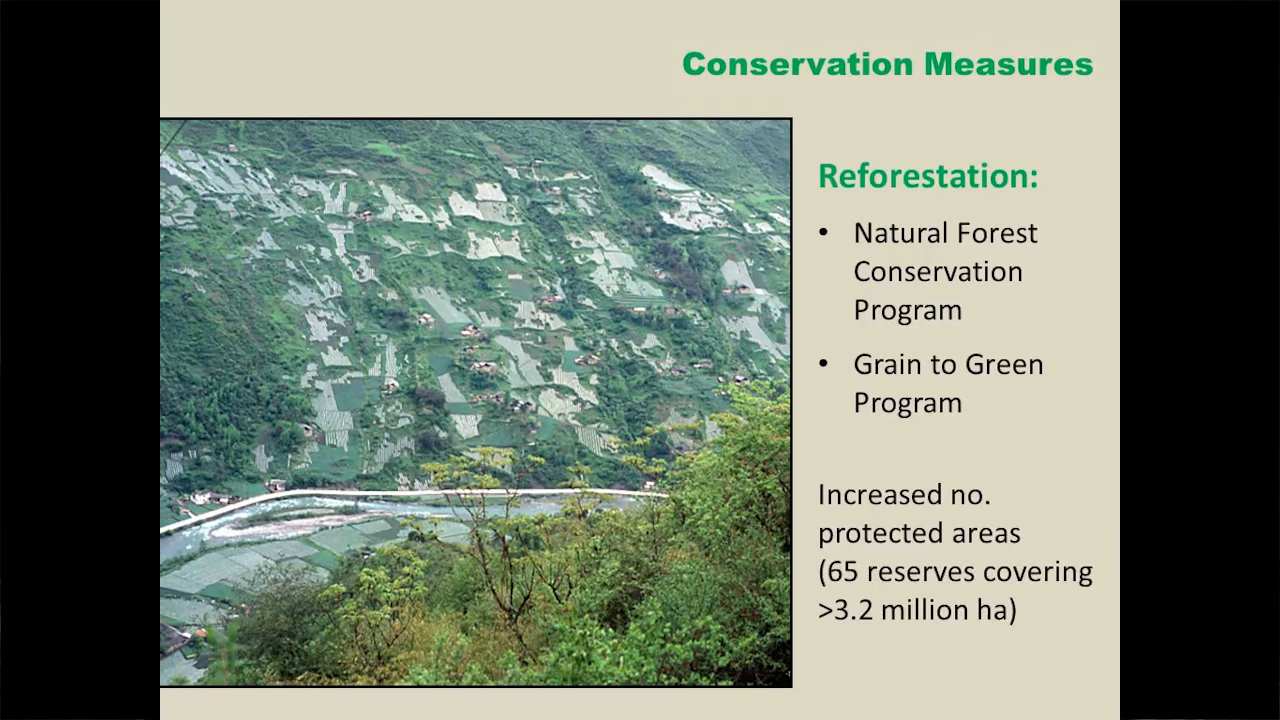 Conservation Measures
Reforestation:
• Natural Forest
Conservation
Program
• Grain to Green
Program
Increased no.
protected areas
(65 reserves covering
>3.2 million ha)